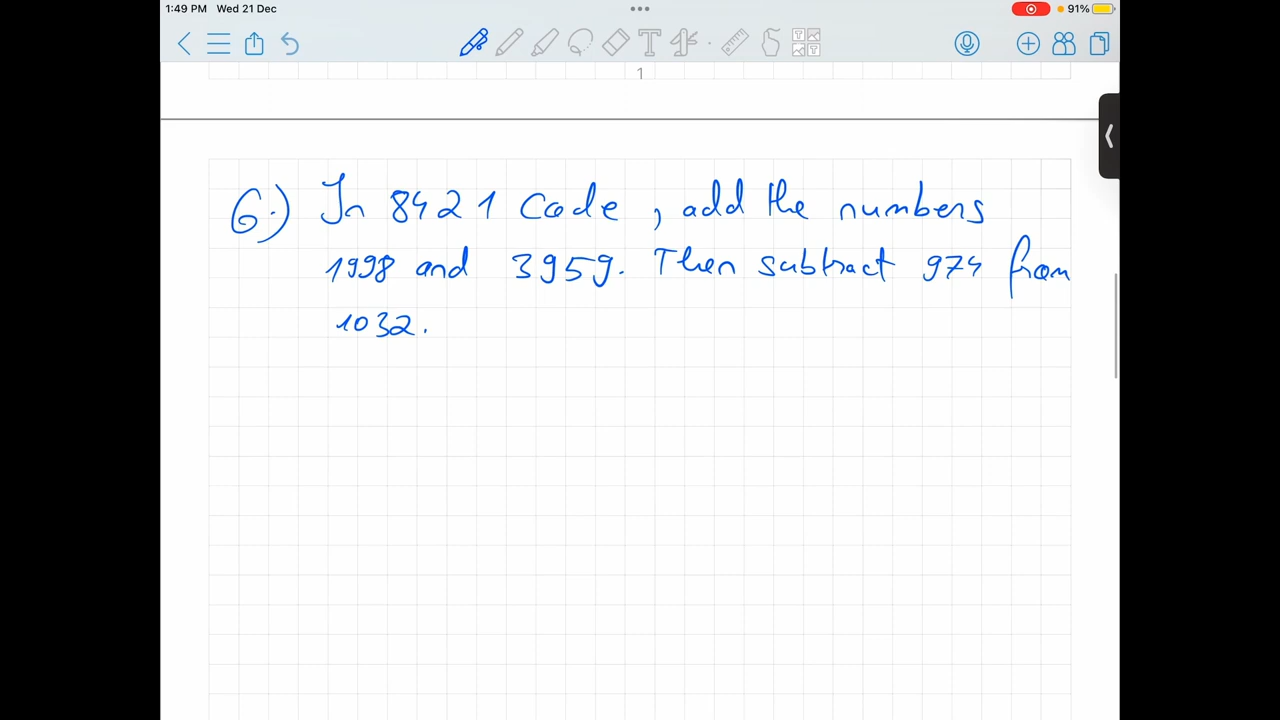 1:49 PM Wed 21 Dec
91%
1
6.) In 8421 Code, add the numbers
1998 and 3959. Then subtract 974 from
1032.